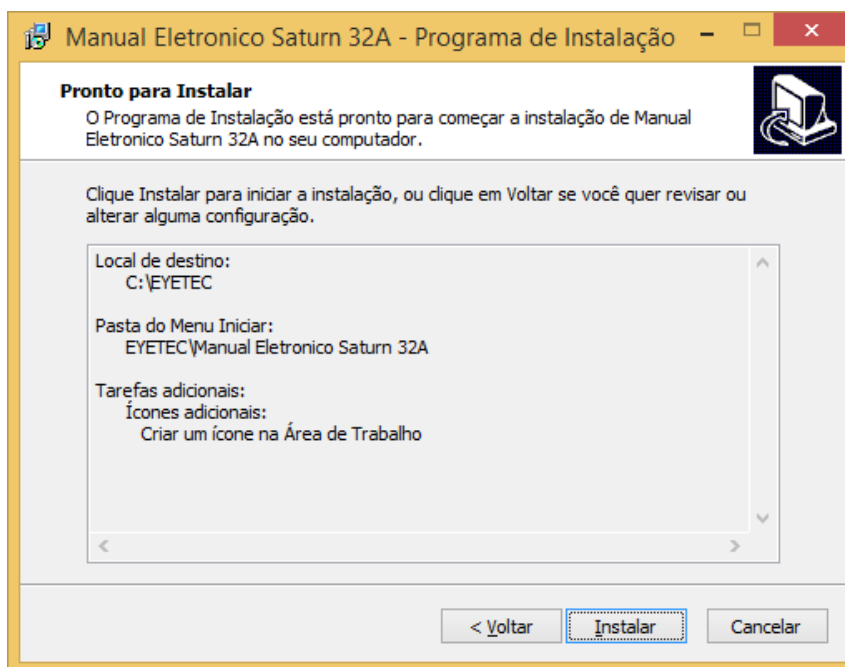 Manual Eletronico Saturn 32A - Programa de Instalação
Pronto para Instalar
O Programa de Instalação está pronto para começar a instalação de Manual
Eletronico Saturn 32A no seu computador.
Clique Instalar para iniciar a instalação, ou clique em Voltar se você quer revisar ou
alterar alguma configuração.
Local de destino:
C:\EYETEC
Pasta do Menu Iniciar:
EYETEC\Manual Eletronico Saturn 32A
Tarefas adicionais:
Ícones adicionais:
Criar um ícone na Área de Trabalho
< Voltar
Instalar
Cancelar